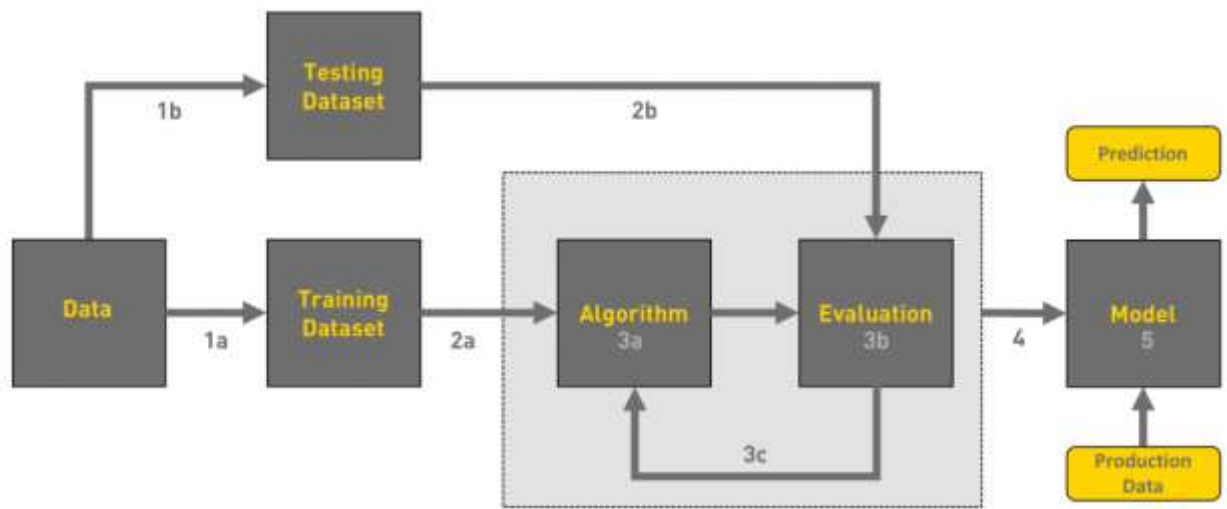 Testing
Dataset
1b
2b
Prediction
Data
Training
Dataset
Algorithm
3a
Evaluation
3b
Model
5
1a
2a
4
3c
Production
Data